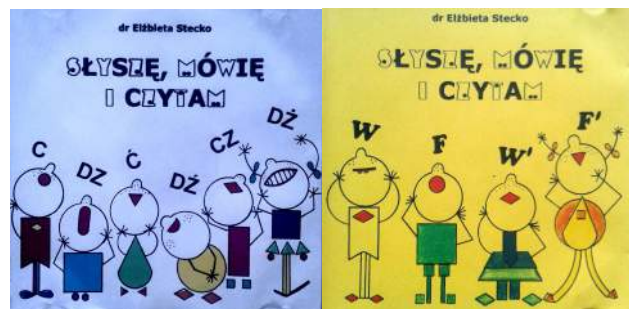 dr Elżbieta Stecko
SŁYSZĘ, MÓWIĘ
I CZYTAM
C
DZ
Ć
DŹ
CZ
DŻ
dr Elżbieta Stecko
SŁYSZĘ, MÓWIĘ
I CZYTAM
W
F
W'
F'